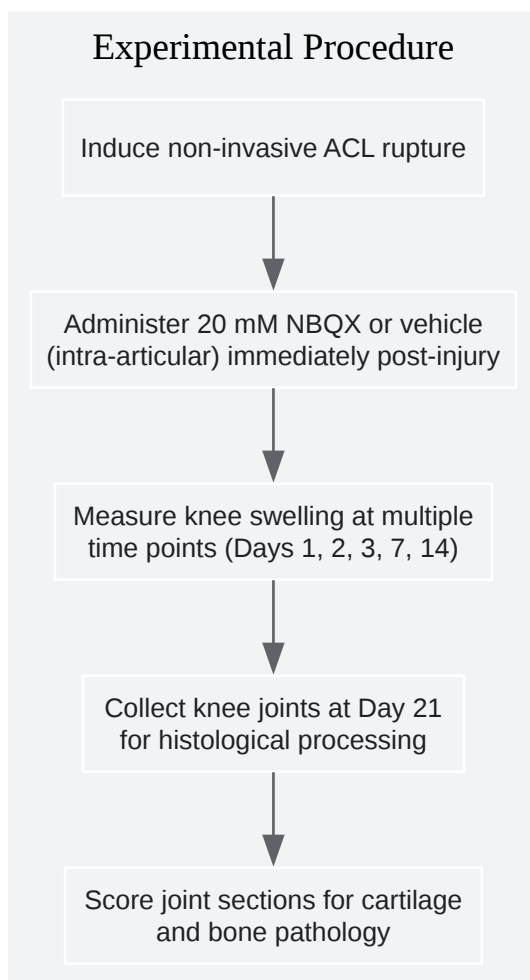 Experimental Procedure
Induce non-invasive ACL rupture
Administer 20 mM NBQX or vehicle
(intra-articular) immediately post-injury
Measure knee swelling at multiple
time points (Days 1, 2, 3, 7, 14)
Collect knee joints at Day 21
for histological processing
Score joint sections for cartilage
and bone pathology